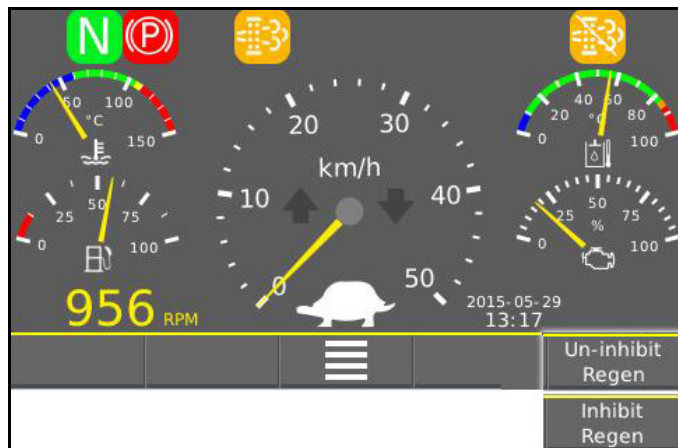 N (P)
50 100
°C
0 150
20 30
km/h
10 40
0 50
40 60
20 80
°C
0 100
50
25 75
0 100
50
25 75
%
0 100
956 RPM
2015-05-29
13:17
Un-inhibit
Regen
Inhibit
Regen